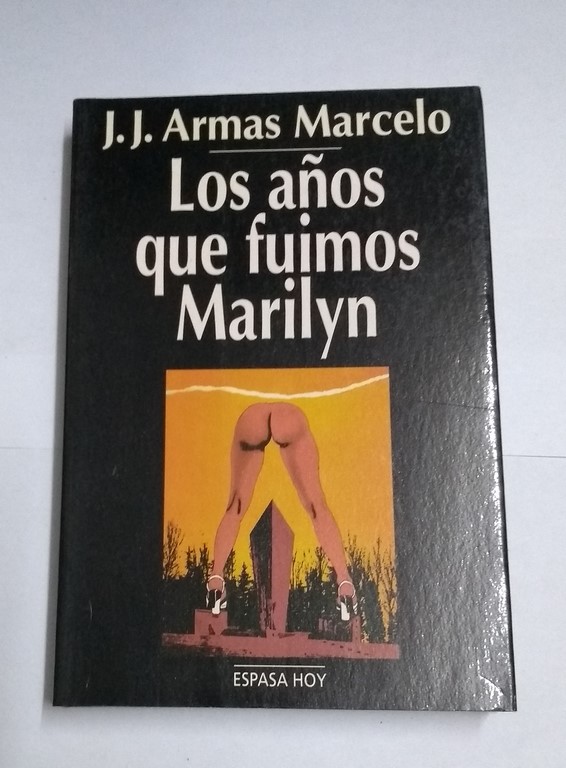 J. J. Armas Marcelo
Los años
que fuimos
Marilyn
ESPASA HOY